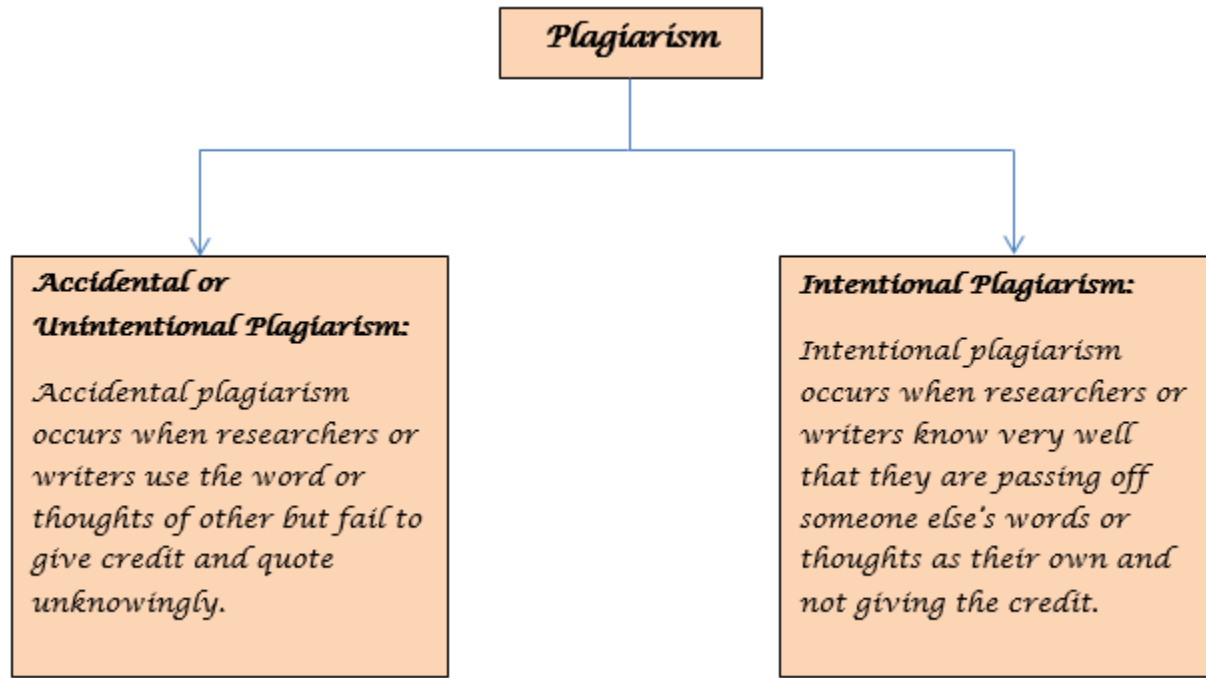 Plagiarism
Accidental or
Unintentional Plagiarism:
Accidental plagiarism
occurs when researchers or
writers use the word or
thoughts of other but fail to
give credit and quote
unknowingly.
Intentional Plagiarism:
Intentional plagiarism
occurs when researchers or
writers know very well
that they are passing off
someone else's words or
thoughts as their own and
not giving the credit.